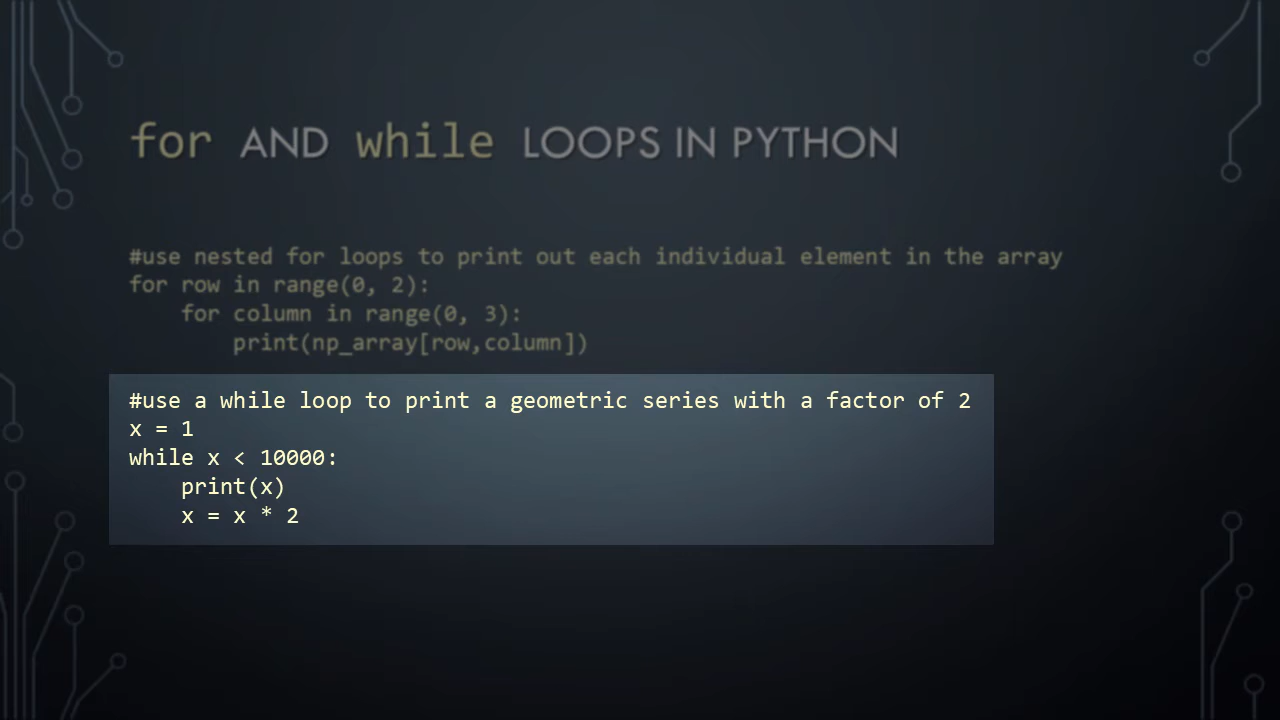 for AND while LOOPS IN PYTHON
#use nested for loops to print out each individual element in the array
for row in range(0, 2):
    for column in range(0, 3):
        print(np_array[row,column])
#use a while loop to print a geometric series with a factor of 2
x = 1
while x < 10000:
    print(x)
    x = x * 2